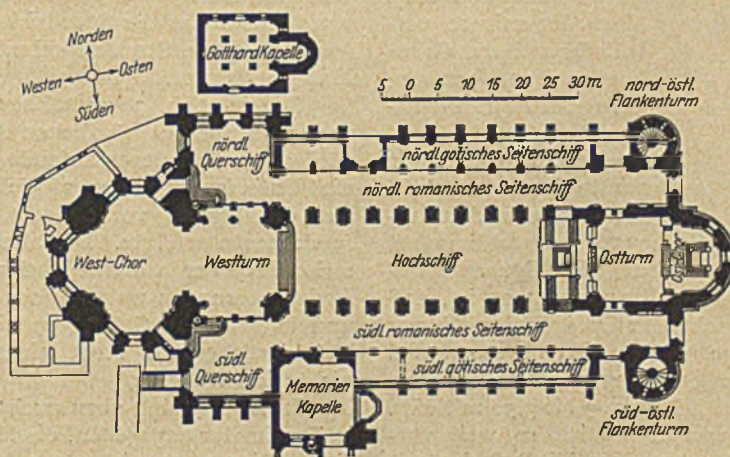 Norden
Westen
Osten
Süden
Gotthard Kapelle
5 0 5 10 15 20 25 30 m.
nord-östl.
Flankenturm
nördl.
Querschiff
nördl. gotisches Seitenschiff
nördl. romanisches Seitenschiff
West-Chor
Westturm
Hochschiff
Ostturm
südl. romanisches Seitenschiff
südl.
Querschiff
südl. gotisches Seitenschiff
Memorien
Kapelle
süd-östl.
Flankenturm